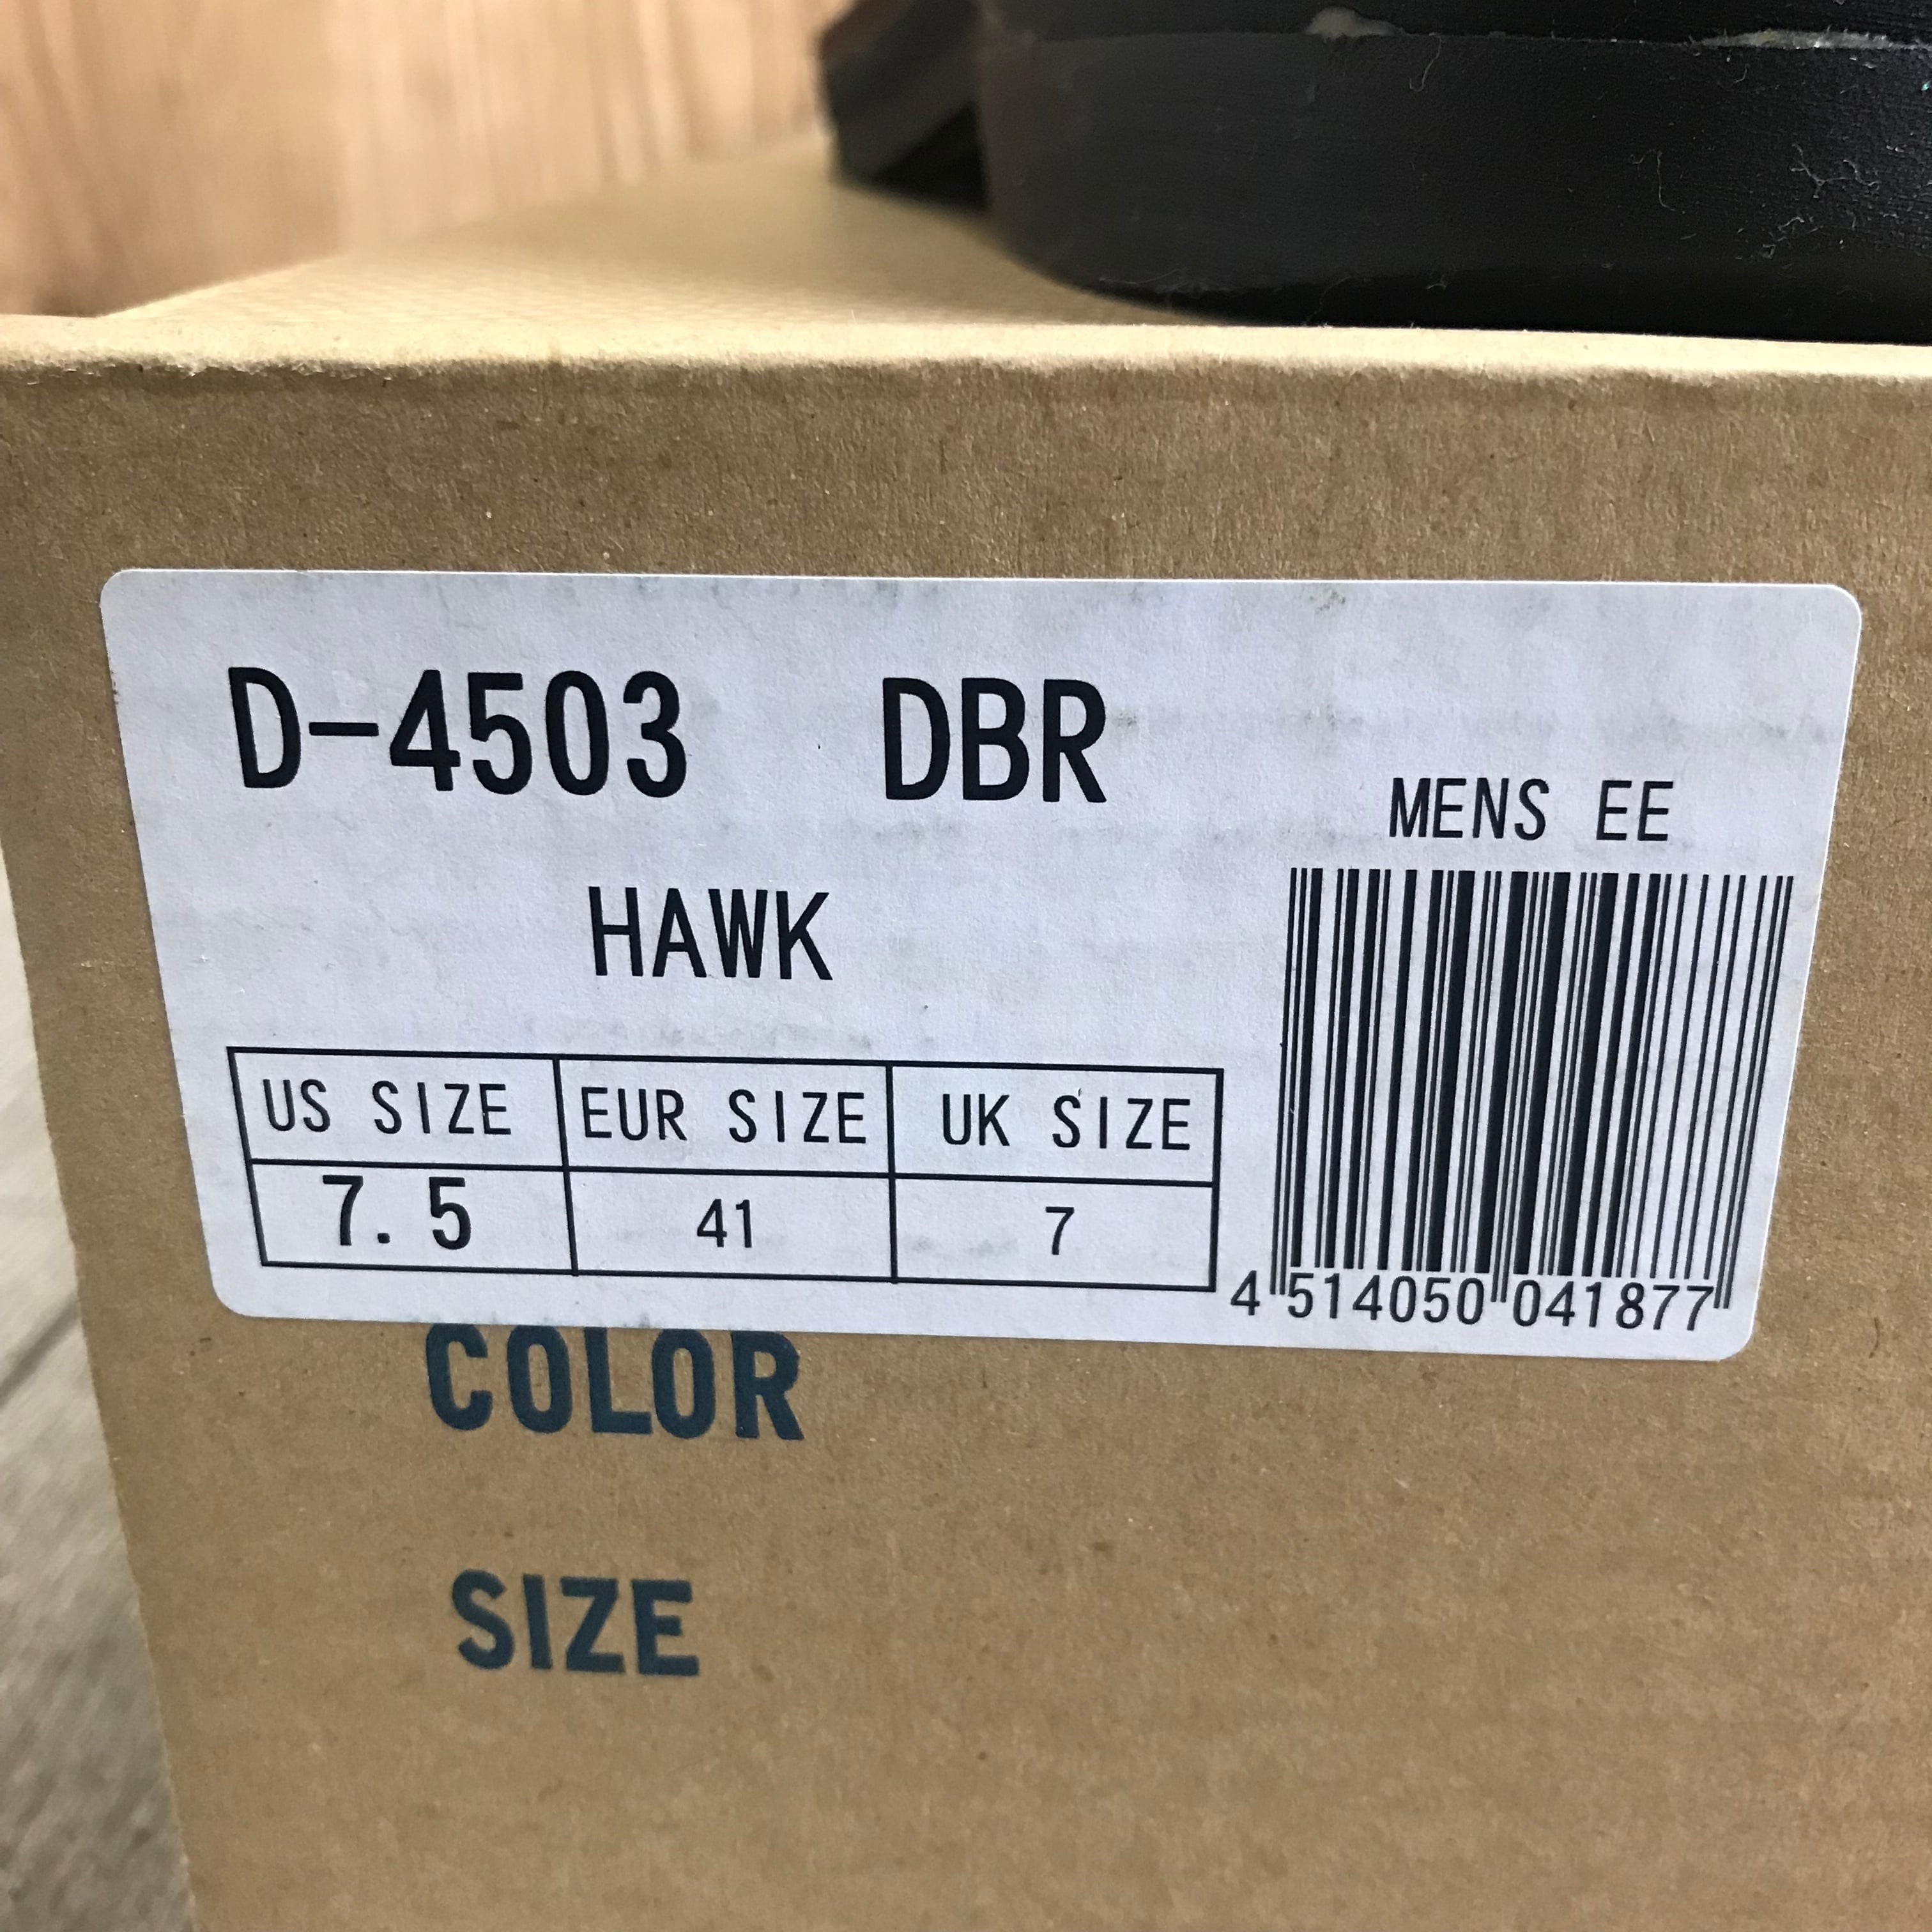 D-4503 DBR
MENS EE
HAWK
US SIZE EUR SIZE UK SIZE
7.5 41 7
4 514050 041877
COLOR
SIZE